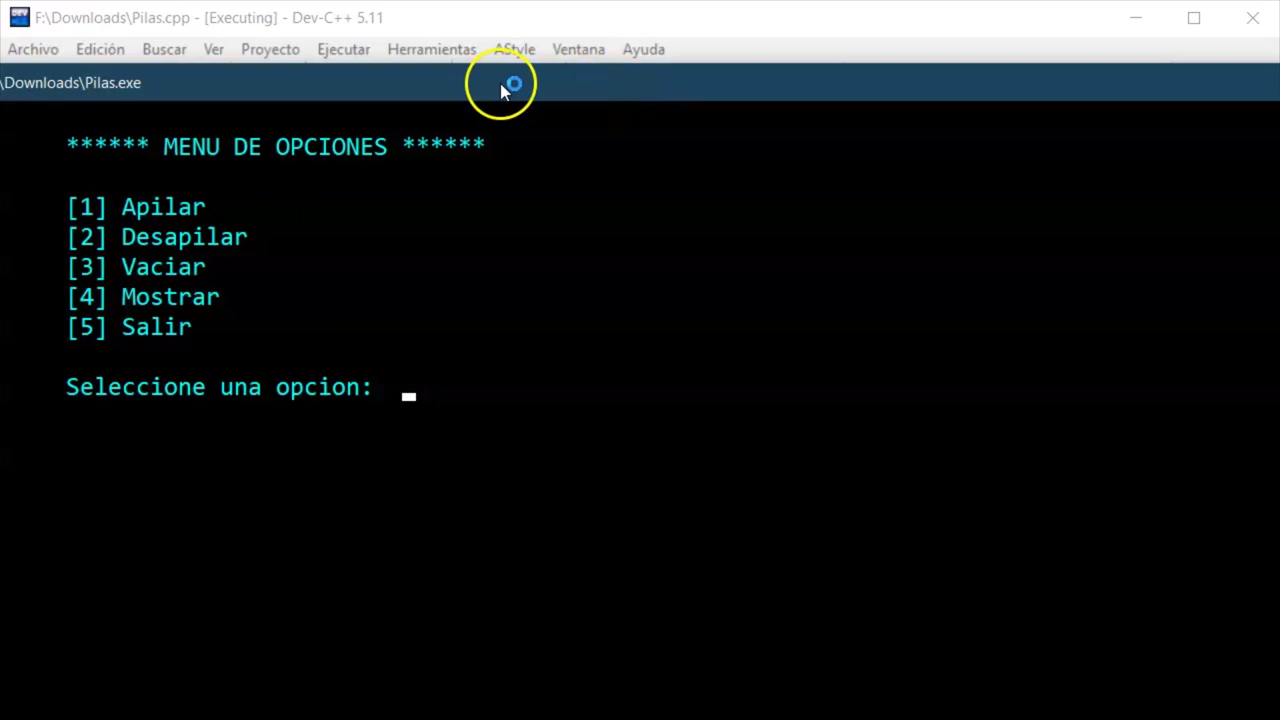 F:\Downloads\Pilas.cpp - [Executing] - Dev-C++ 5.11
Archivo Edición Buscar Ver Proyecto Ejecutar Herramientas AStyle Ventana Ayuda
\Downloads\Pilas.exe
****** MENU DE OPCIONES ******
[1] Apilar
[2] Desapilar
[3] Vaciar
[4] Mostrar
[5] Salir
Seleccione una opcion: